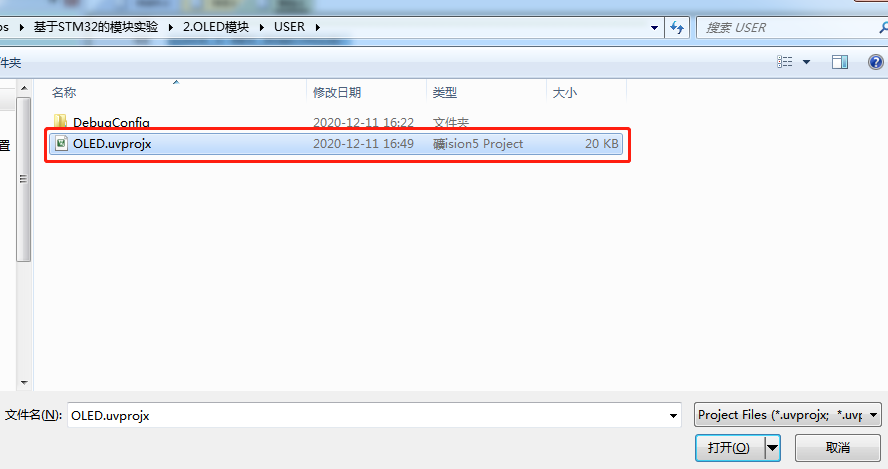 ps ▸ 基于STM32的模块实验 ▸ 2.OLED模块 ▸ USER ▸ 搜索 USER
件夹
名称 修改日期 类型 大小
DebugConfig 2020-12-11 16:22 文件夹
OLED.uvprojx 2020-12-11 16:49 礦ision5 Project 20 KB
置
文件名(N): OLED.uvprojx Project Files (*.uvprojx; *.uvp
打开(O) 取消